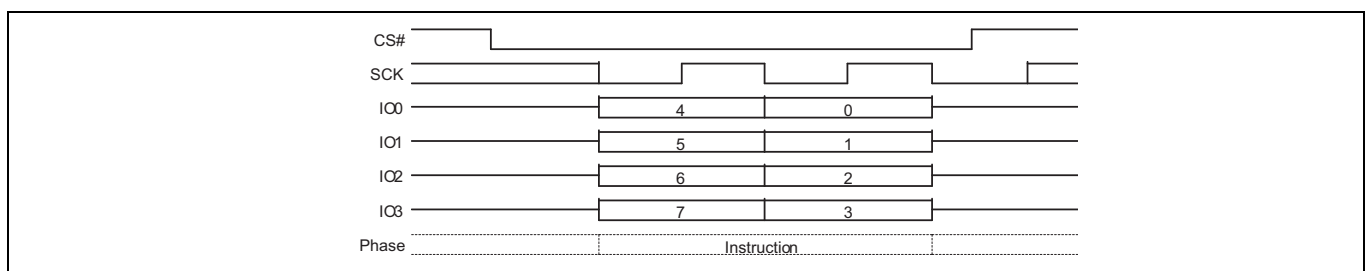 CS#
SCK
IO0 4 0
IO1 5 1
IO2 6 2
IO3 7 3
Phase Instruction